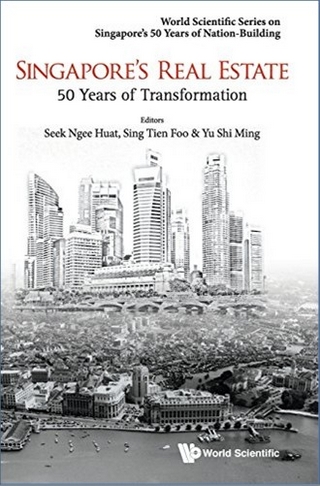 World Scientific Series on
Singapore's 50 Years of Nation-Building
SINGAPORE'S REAL ESTATE
50 Years of Transformation
Editors
Seek Ngee Huat, Sing Tien Foo & Yu Shi Ming
World Scientific